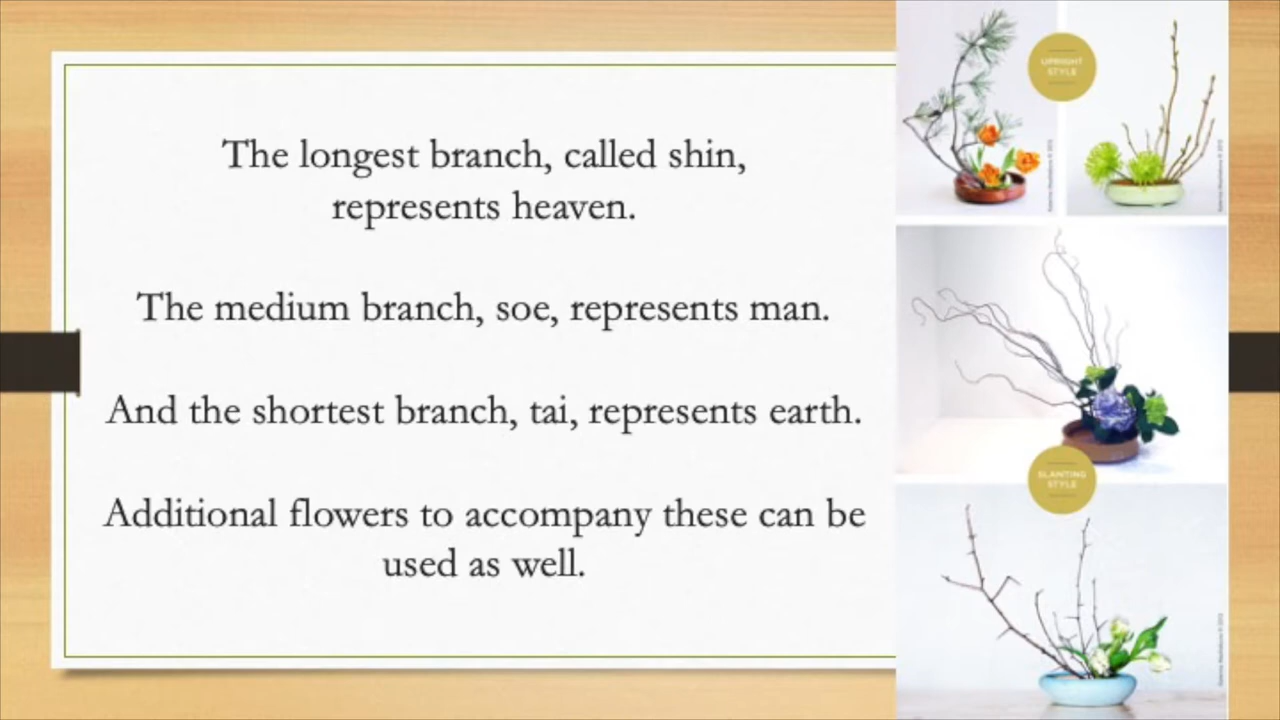 The longest branch, called shin,
represents heaven.
The medium branch, soe, represents man.
And the shortest branch, tai, represents earth.
Additional flowers to accompany these can be
used as well.
UPRIGHT
STYLE
SLANTING
STYLE